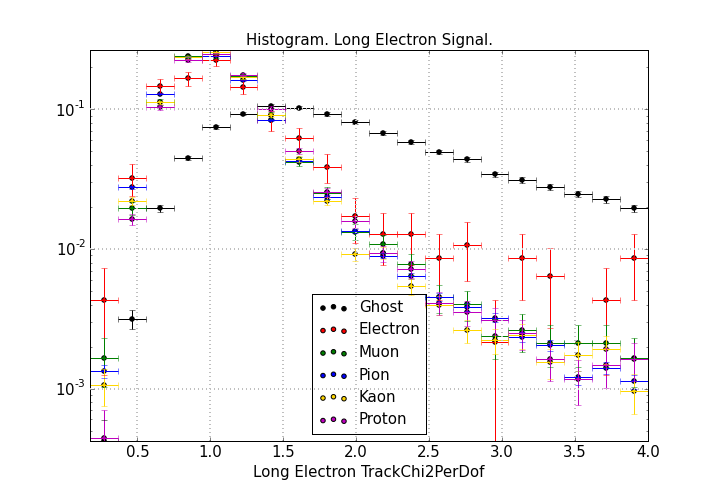 Histogram. Long Electron Signal.
10⁻¹
10⁻²
10⁻³
Ghost
Electron
Muon
Pion
Kaon
Proton
0.5 1.0 1.5 2.0 2.5 3.0 3.5 4.0
Long Electron TrackChi2PerDof